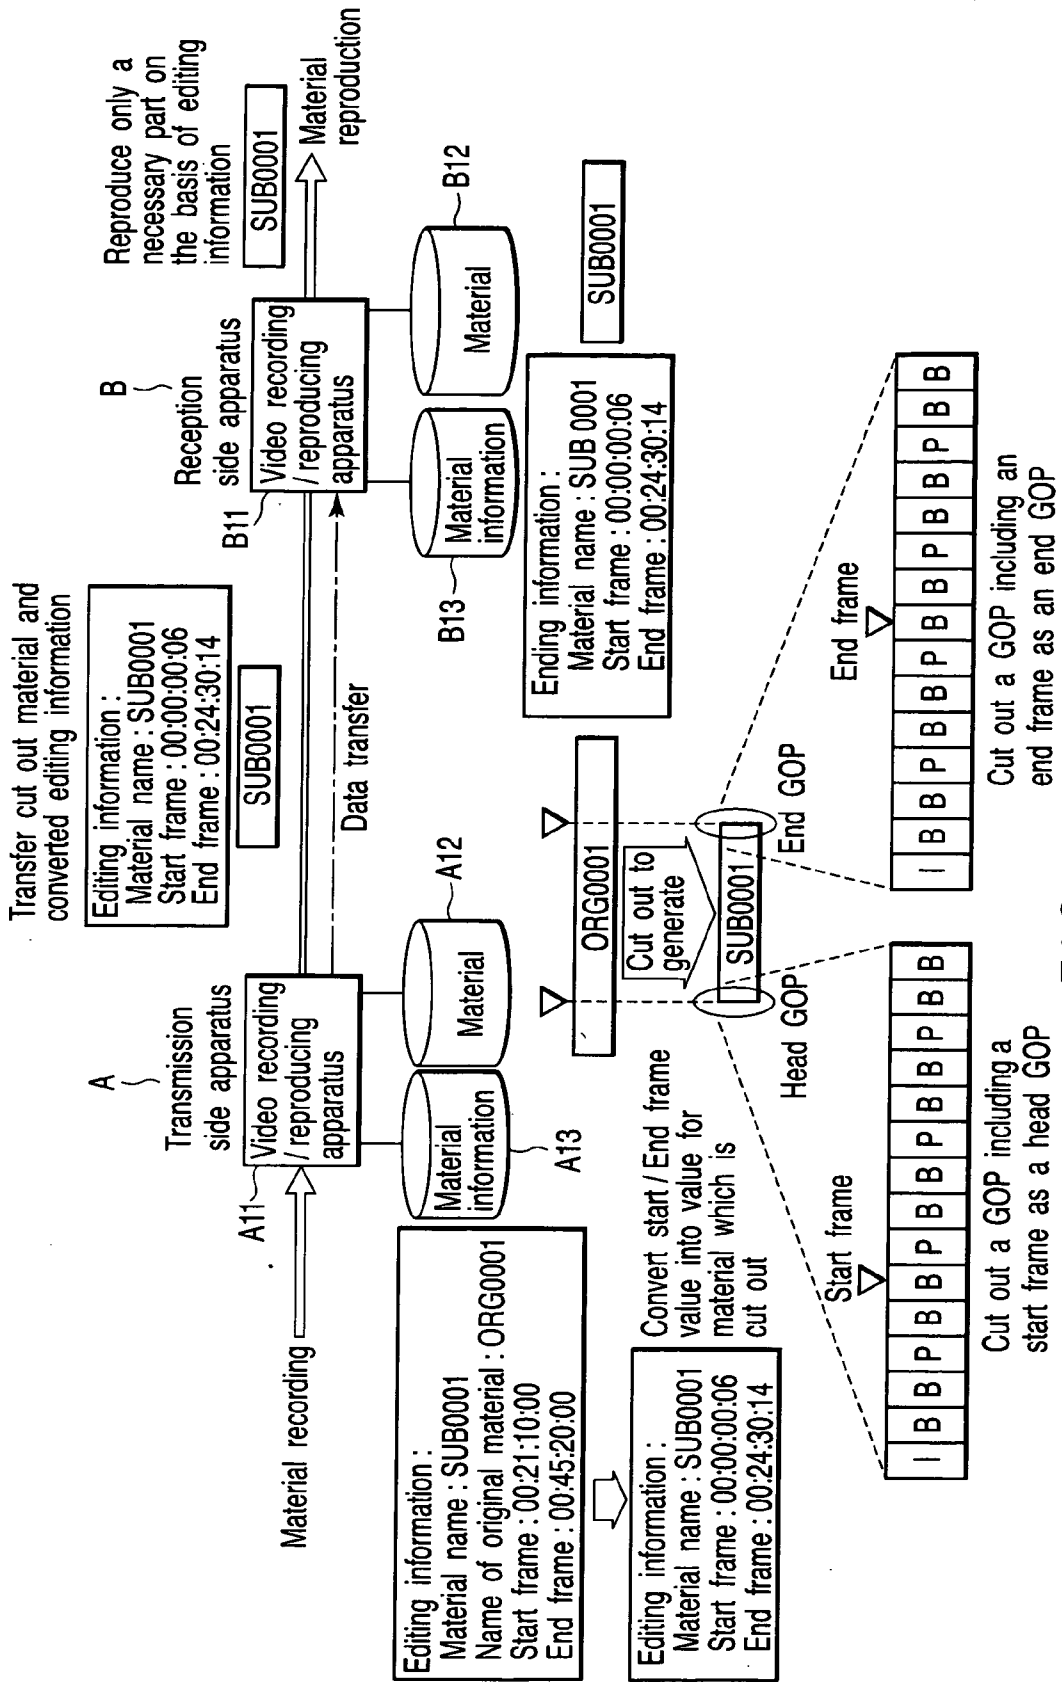 Transfer cut out material and
converted editing information
Editing information :
Material name : SUB0001
Start frame : 00:00:00:06
End frame : 00:24:30:14
SUB0001
A
Transmission
side apparatus
A11
Video recording
/ reproducing
apparatus
Material recording
Data transfer
B
Reception
side apparatus
B11
Video recording
/ reproducing
apparatus
Reproduce only a
necessary part on
the basis of editing
information
SUB0001
Material
reproduction
Material
information
A13
Material
A12
Material
information
B13
Material
B12
Editing information :
Material name : SUB0001
Name of original material : ORG0001
Start frame : 00:21:10:00
End frame : 00:45:20:00
Ending information :
Material name : SUB 0001
Start frame : 00:00:00:06
End frame : 00:24:30:14
SUB0001
ORG0001
Cut out to
generate
SUB0001
Convert start / End frame
value into value for
material which is
cut out
Editing information :
Material name : SUB0001
Start frame : 00:00:00:06
End frame : 00:24:30:14
Head GOP
End GOP
Start frame
End frame
I B B P B B P B B P B B P B B
I B B P B B P B B P B B P B B
Cut out a GOP including a
start frame as a head GOP
Cut out a GOP including an
end frame as an end GOP